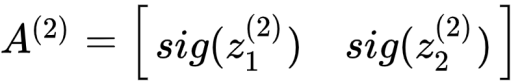 A^{(2)} = [ sig(z_1^{(2)}) sig(z_2^{(2)}) ]